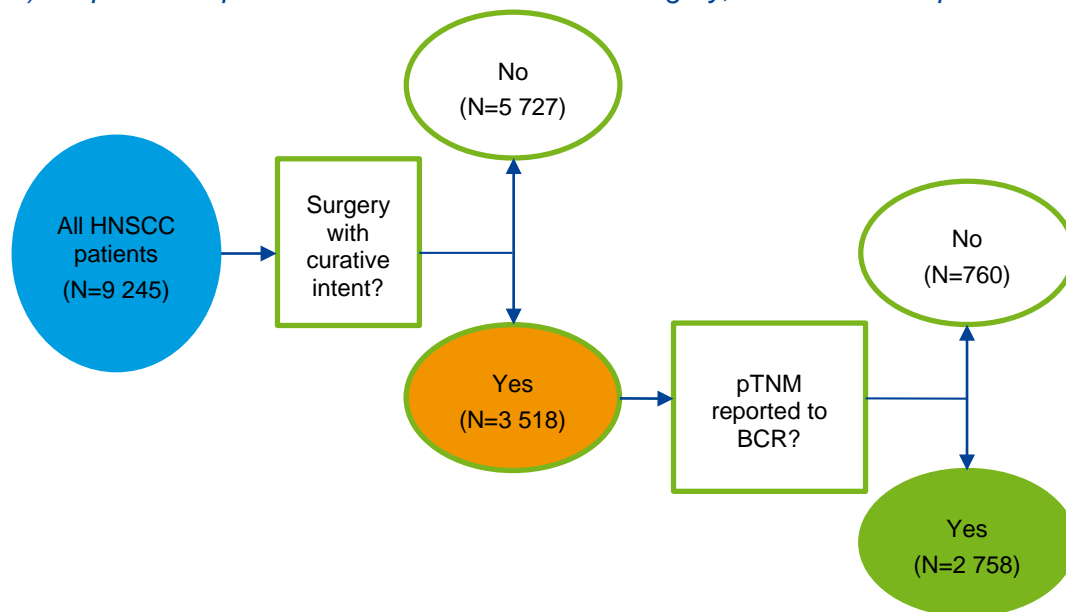 No
(N=5 727)
All HNSCC
patients
(N=9 245)
Surgery
with
curative
intent?
No
(N=760)
Yes
(N=3 518)
pTNM
reported to
BCR?
Yes
(N=2 758)